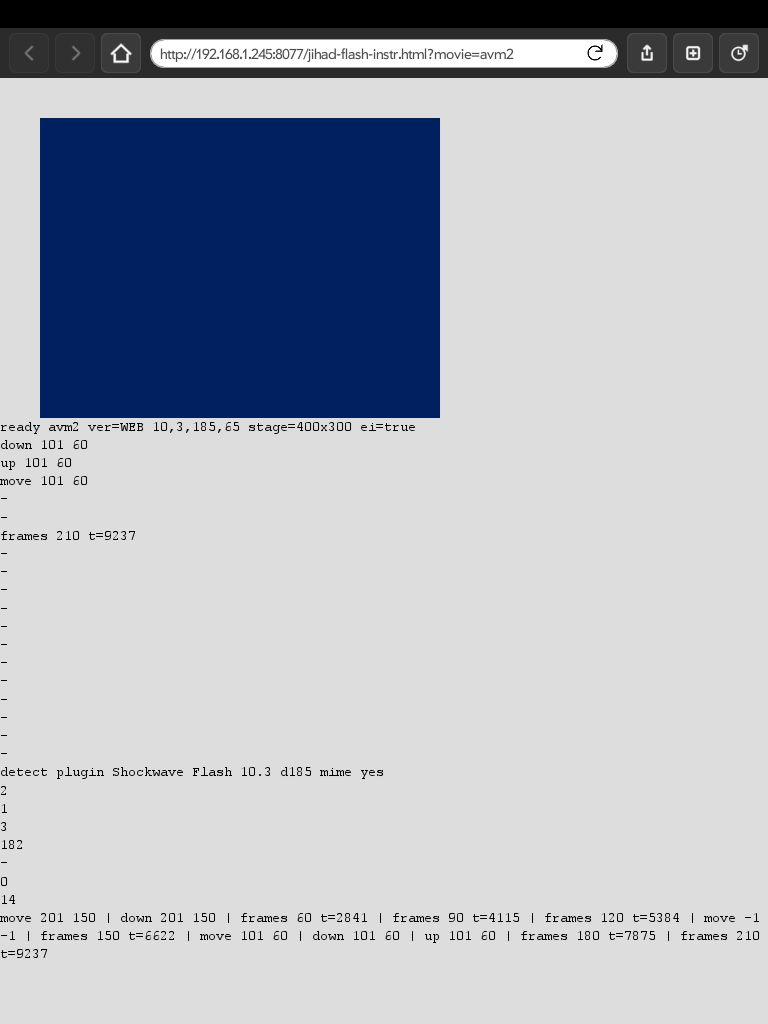 http://192.168.1.245:8077/jihad-flash-instr.html?movie=avm2
ready avm2 ver=WEB 10,3,185,65 stage=400x300 ei=true
down 101 60
up 101 60
move 101 60
-
-
frames 210 t=9237
-
-
-
-
-
-
-
-
-
-
-
-
detect plugin Shockwave Flash 10.3 d185 mime yes
2
1
3
182
-
0
14
move 201 150 | down 201 150 | frames 60 t=2841 | frames 90 t=4115 | frames 120 t=5384 | move -1
-1 | frames 150 t=6622 | move 101 60 | down 101 60 | up 101 60 | frames 180 t=7875 | frames 210
t=9237